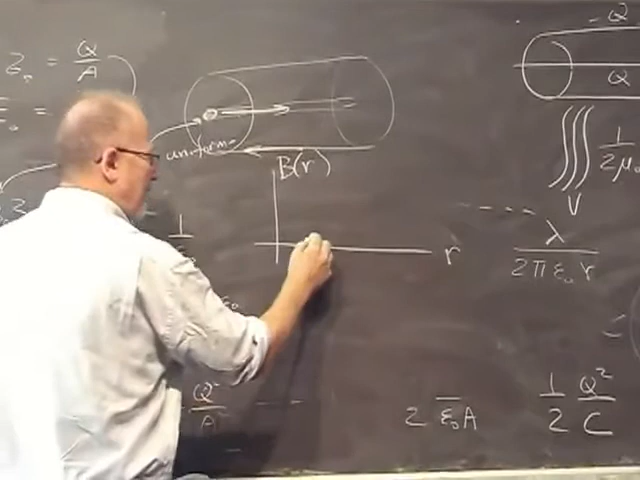 ε₀ = Q/A
- Q
Q
uniform
B(r)
r
1/2μ₀
λ/2πε₀r
Q²/A
2 ε₀A
1/2 Q²/C